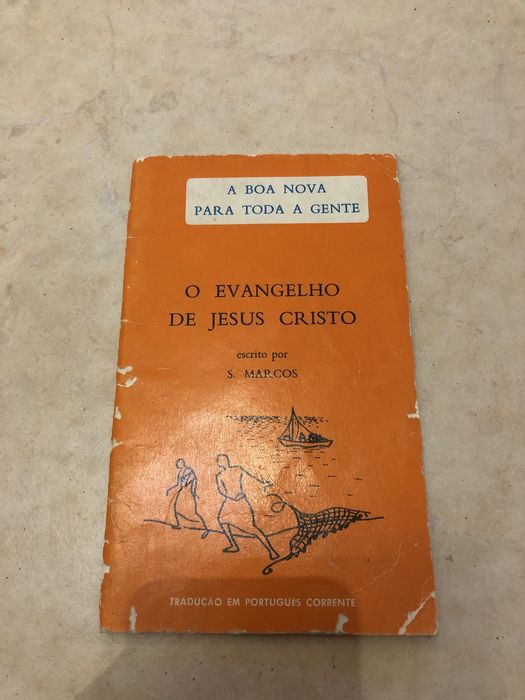 A BOA NOVA
PARA TODA A GENTE
O EVANGELHO
DE JESUS CRISTO
escrito por
S. MARCOS
TRADUÇÃO EM PORTUGUÊS CORRENTE